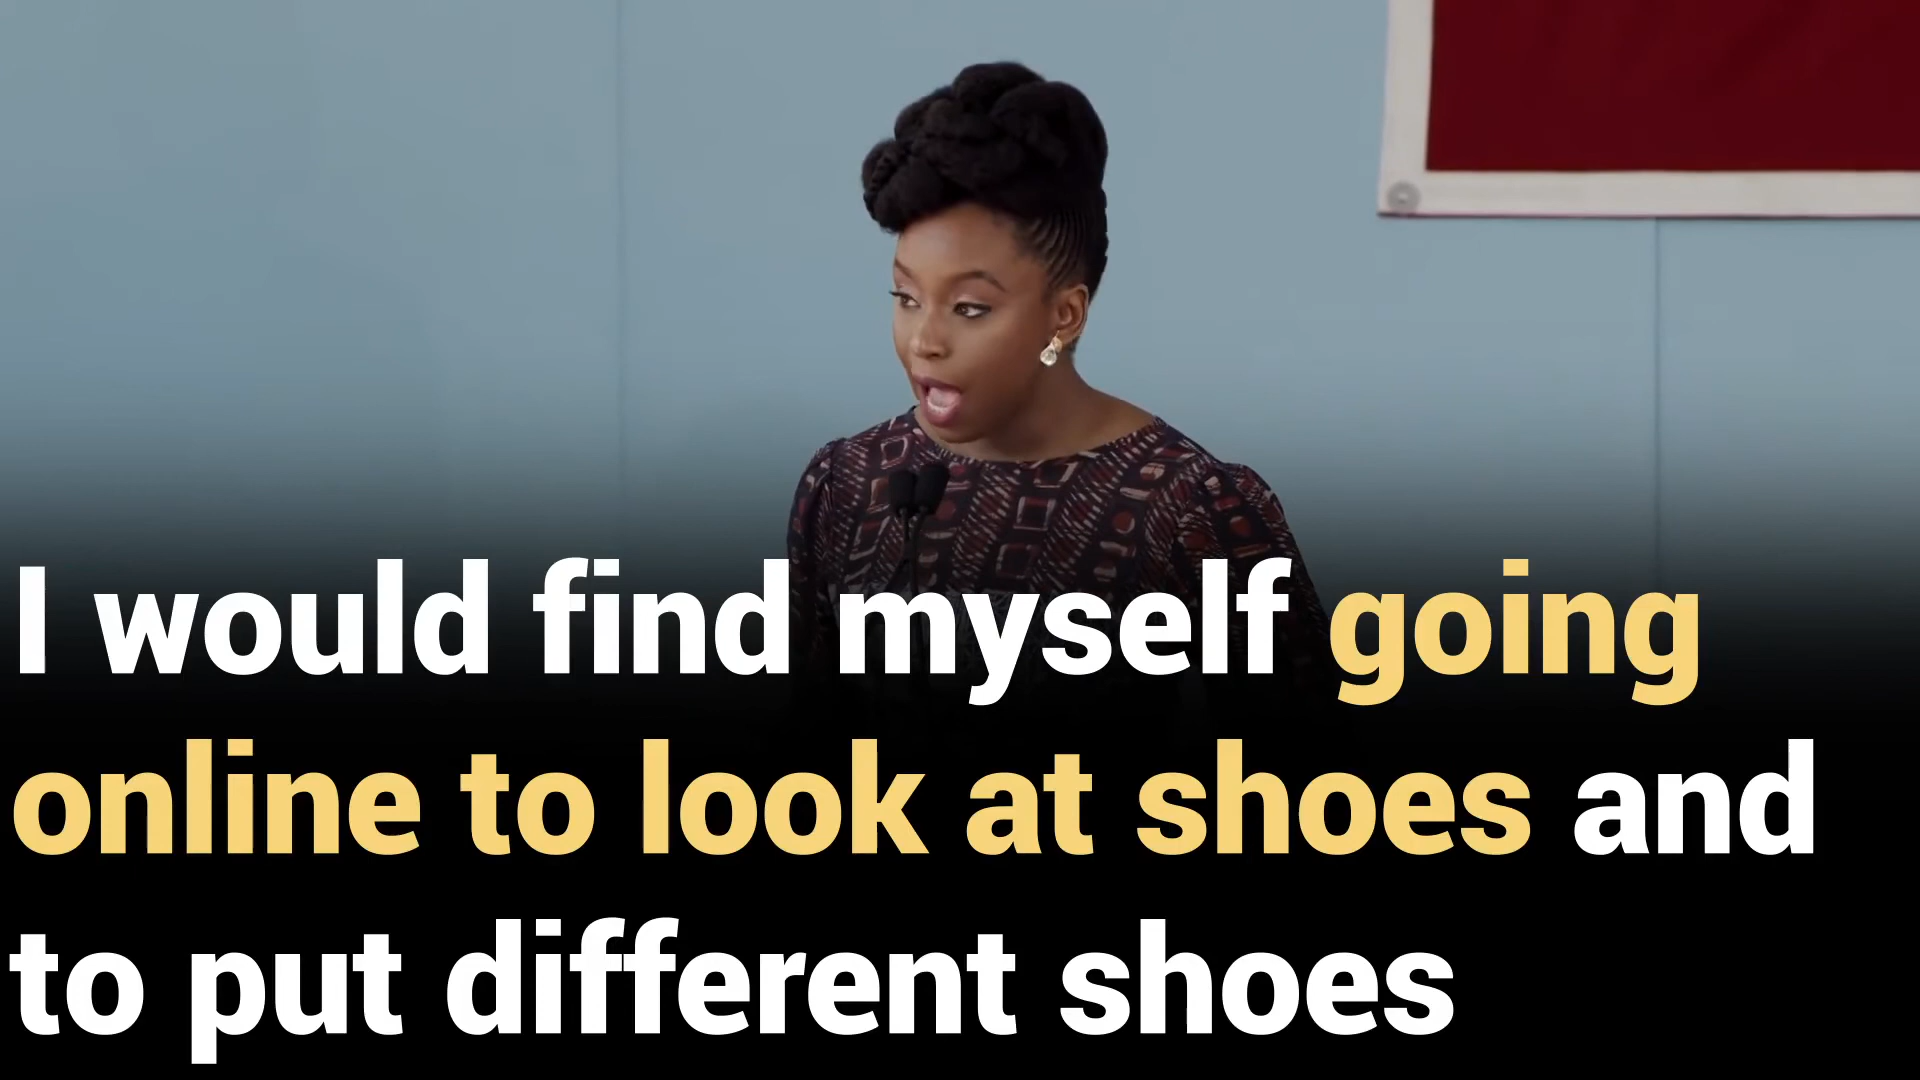 I would find myself going
online to look at shoes and
to put different shoes